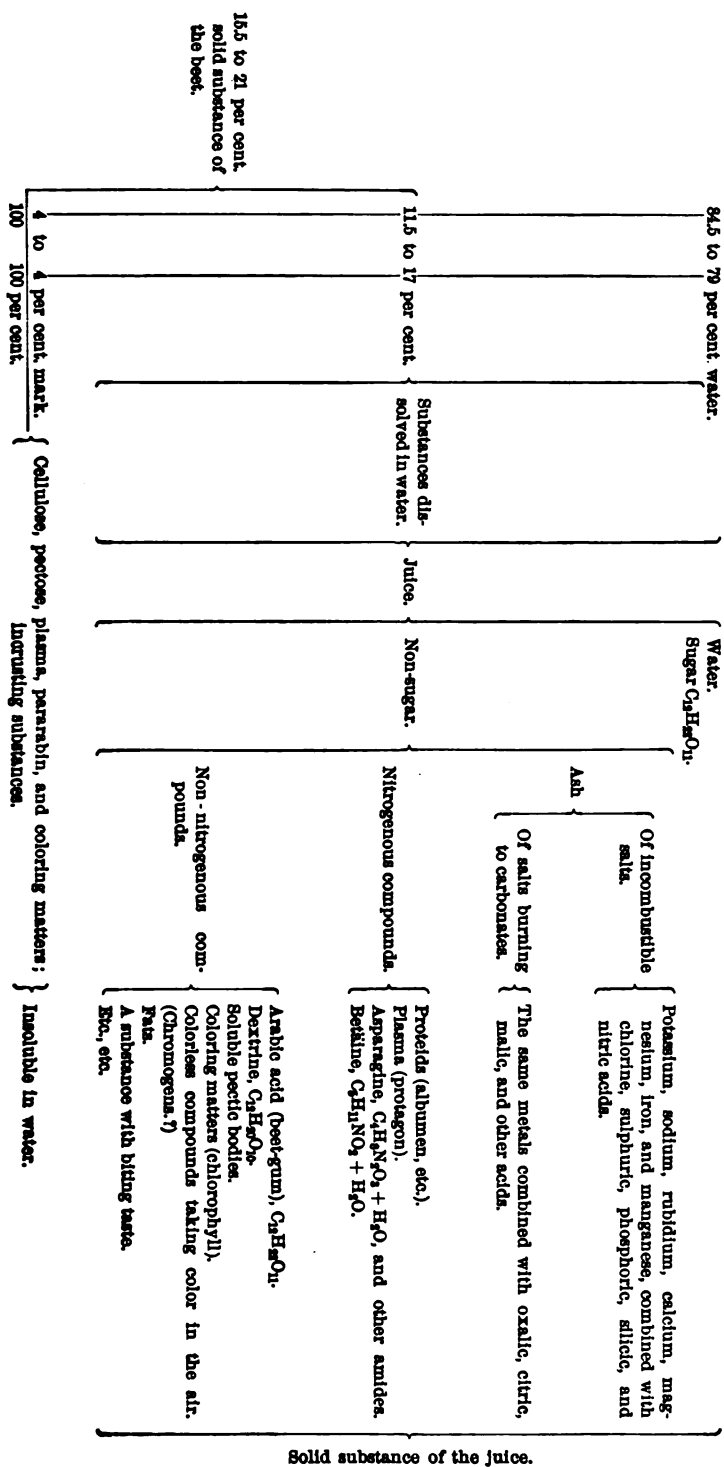 84.5 to 79 per cent. water.
15.5 to 21 per cent.
solid substance of
the beet.
11.5 to 17 per cent.
4 to 4 per cent. mark.
100 100 per cent.
Substances dis-
solved in water.
Juice.
Water.
Sugar C₁₂H₂₂O₁₁.
Non-sugar.
Ash
Of incombustible
salts.
Potassium, sodium, rubidium, calcium, mag-
nesium, iron, and manganese, combined with
chlorine, sulphuric, phosphoric, silicic, and
nitric acids.
Of salts burning
to carbonates.
The same metals combined with oxalic, citric,
malic, and other acids.
Nitrogenous compounds.
Proteids (albumen, etc.).
Plasma (protagon).
Asparagine, C₄H₈N₂O₃ + H₂O, and other amides.
Betäine, C₅H₁₁NO₂ + H₂O.
Non-nitrogenous com-
pounds.
Arabic acid (beet-gum), C₁₂H₂₂O₁₁.
Dextrine, C₁₂H₂₀O₁₀.
Soluble pectic bodies.
Coloring matters (chlorophyll).
Colorless compounds taking color in the air.
(Chromogens.?)
Fats.
A substance with biting taste.
Etc., etc.
Solid substance of the juice.
Cellulose, pectose, plasma, pararabin, and coloring matters;
incrusting substances.
Insoluble in water.